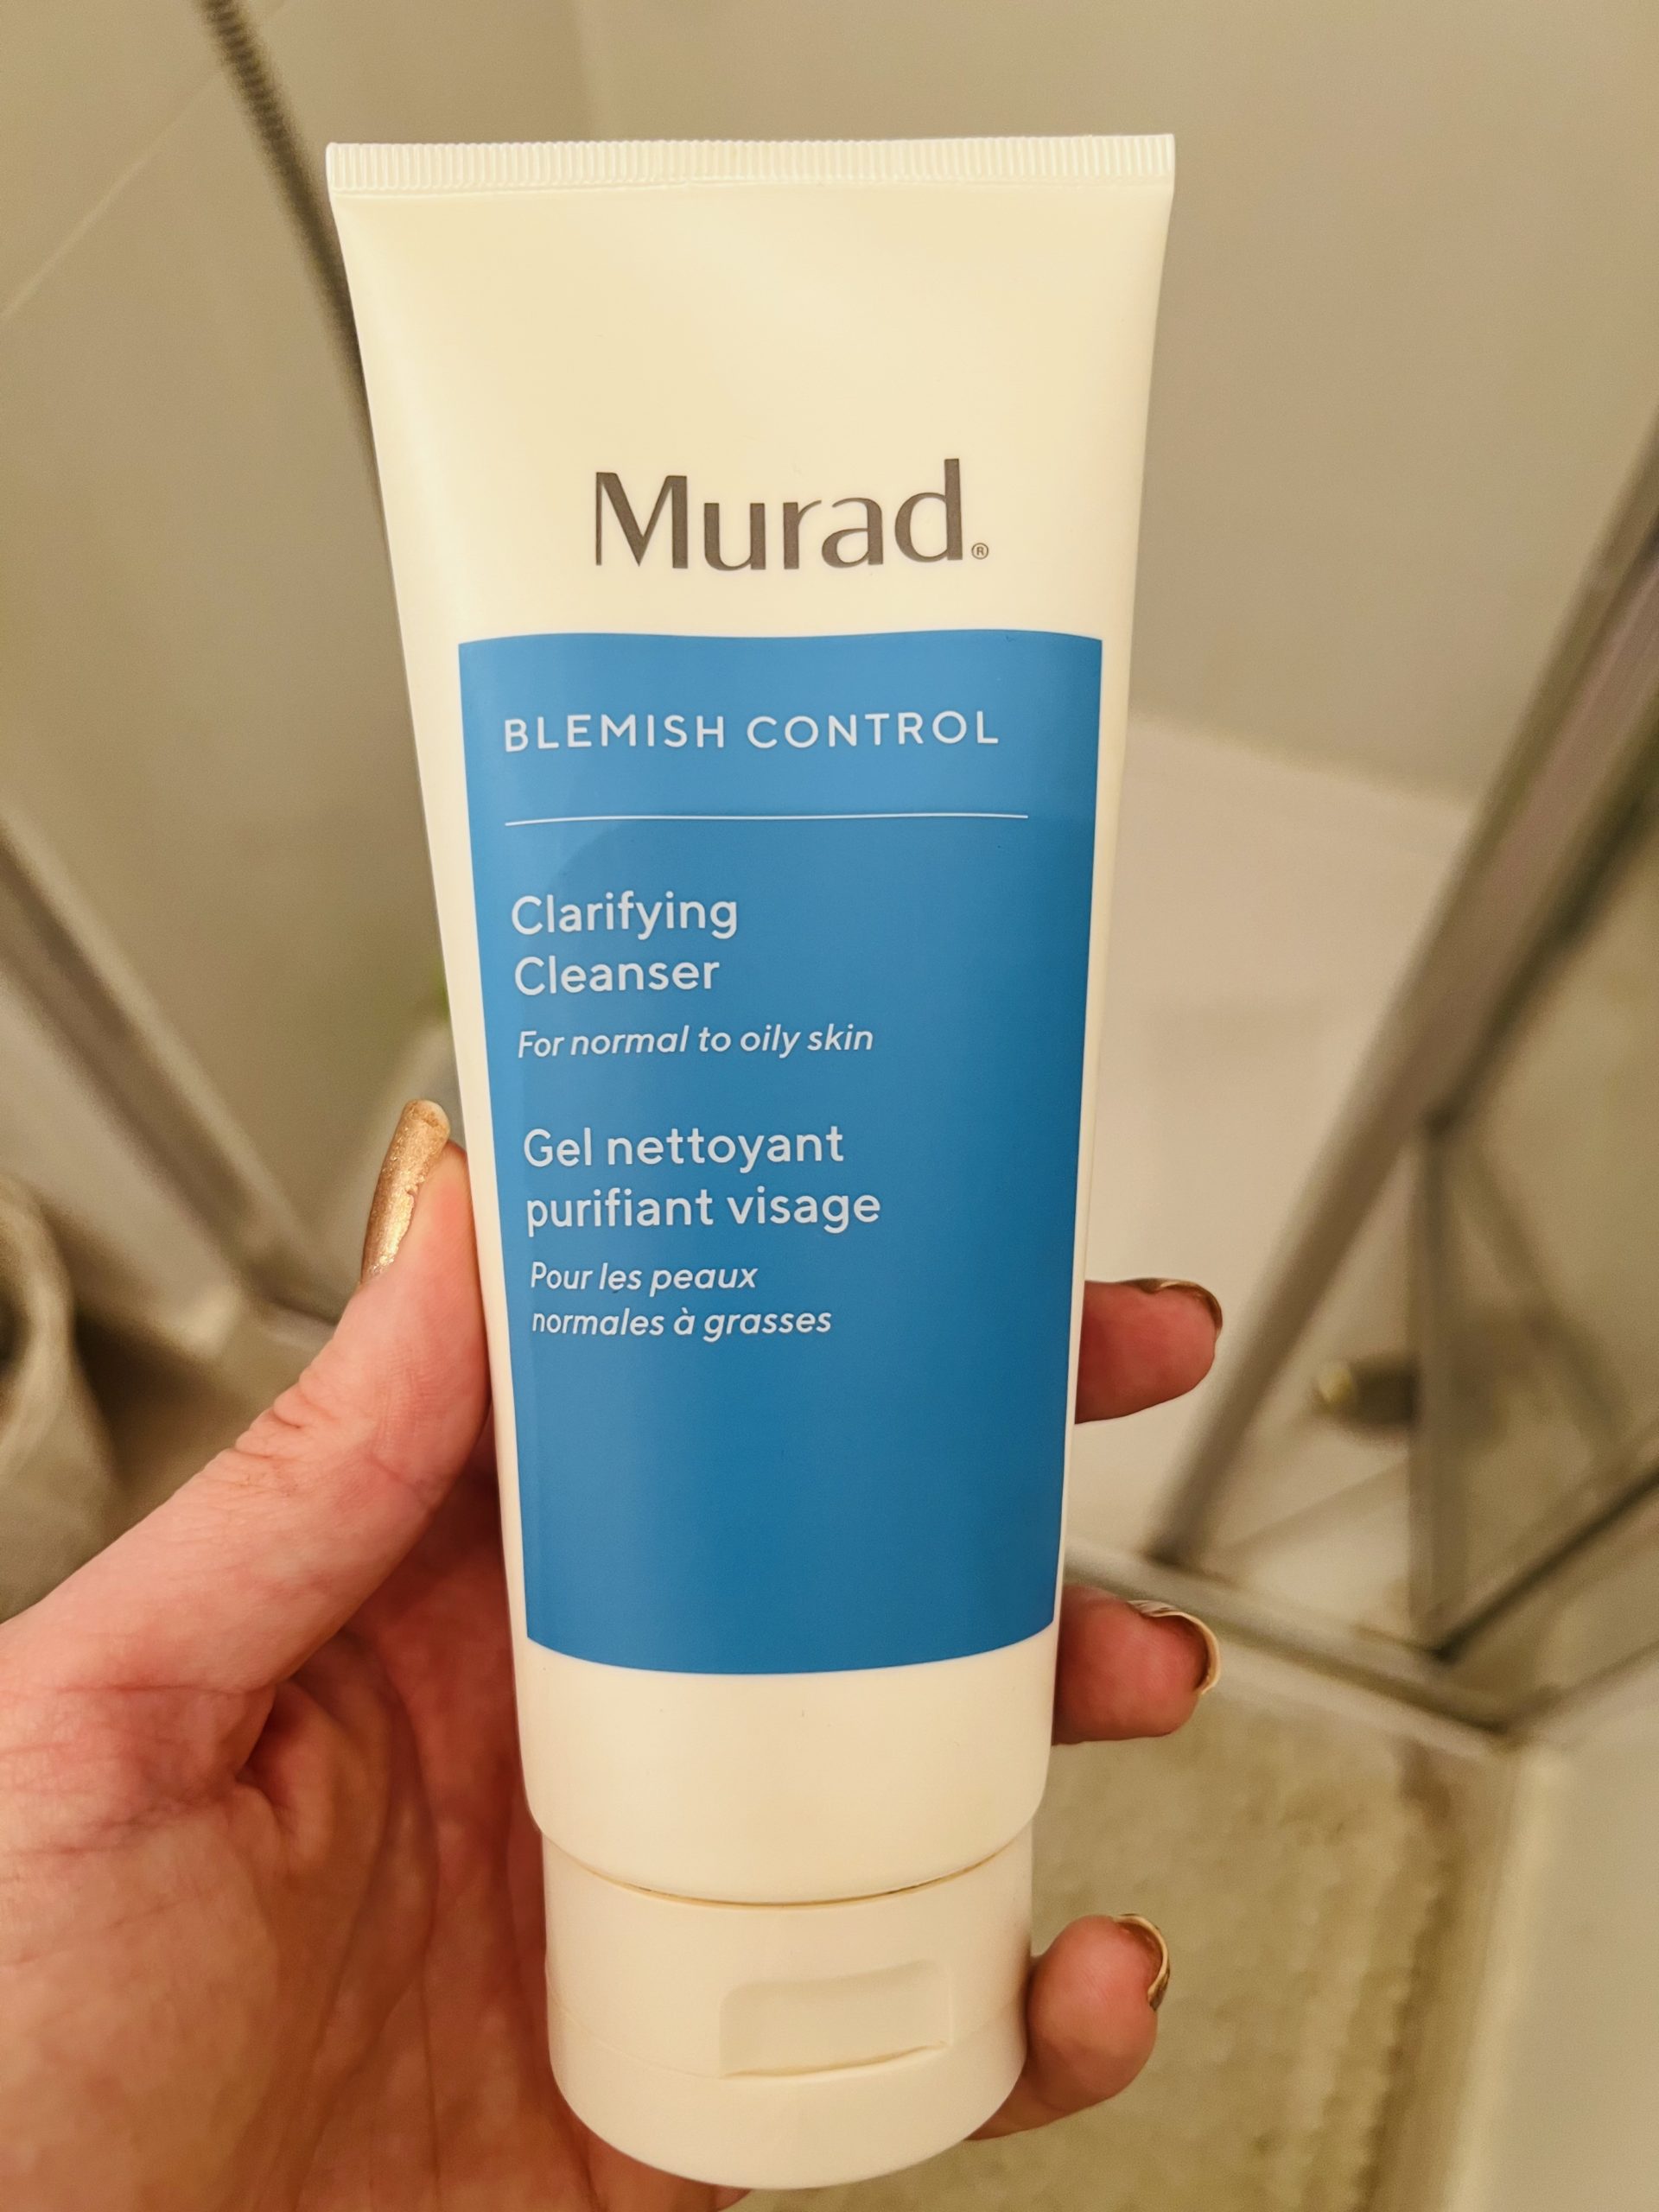 Murad®
BLEMISH CONTROL
Clarifying
Cleanser
For normal to oily skin
Gel nettoyant
purifiant visage
Pour les peaux
normales à grasses